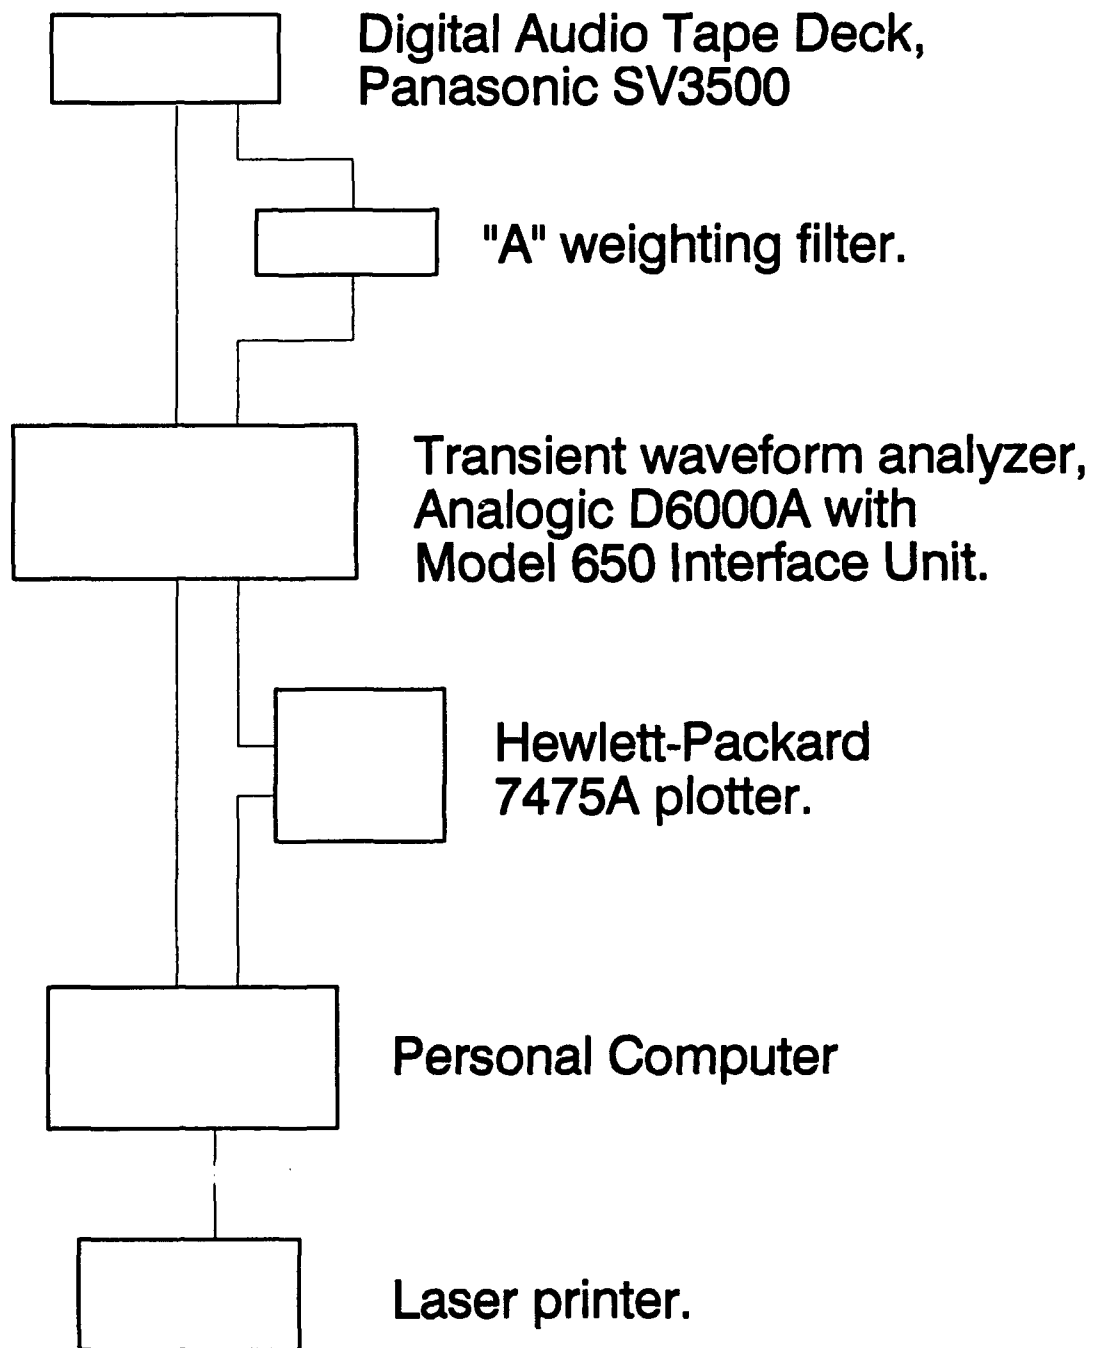 Digital Audio Tape Deck,
Panasonic SV3500
"A" weighting filter.
Transient waveform analyzer,
Analogic D6000A with
Model 650 Interface Unit.
Hewlett-Packard
7475A plotter.
Personal Computer
Laser printer.